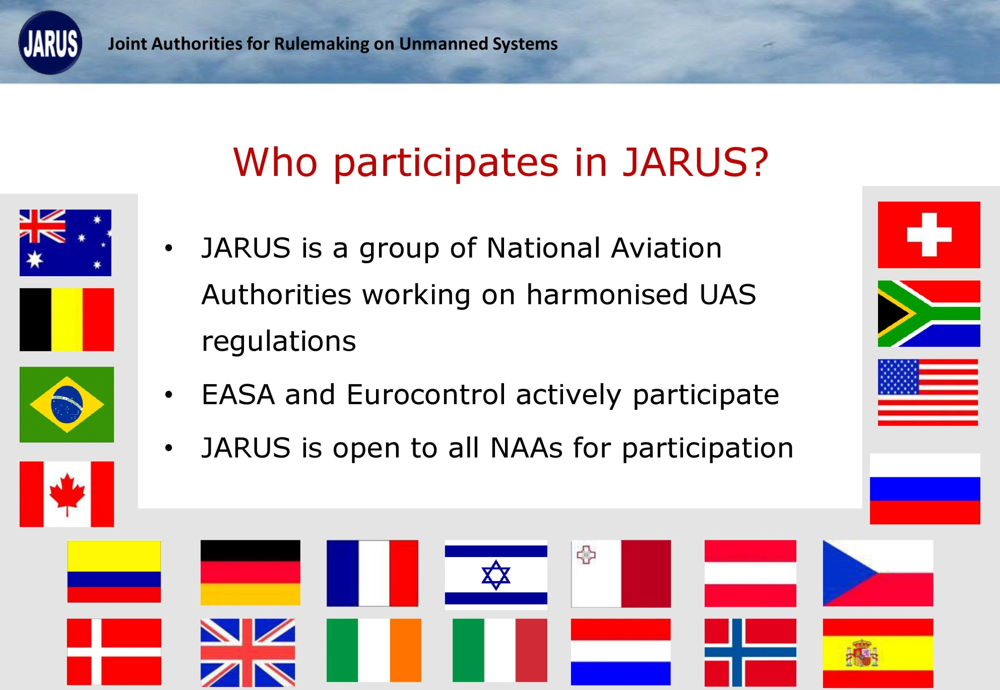 JARUS
Joint Authorities for Rulemaking on Unmanned Systems
Who participates in JARUS?
• JARUS is a group of National Aviation
Authorities working on harmonised UAS
regulations
• EASA and Eurocontrol actively participate
• JARUS is open to all NAAs for participation